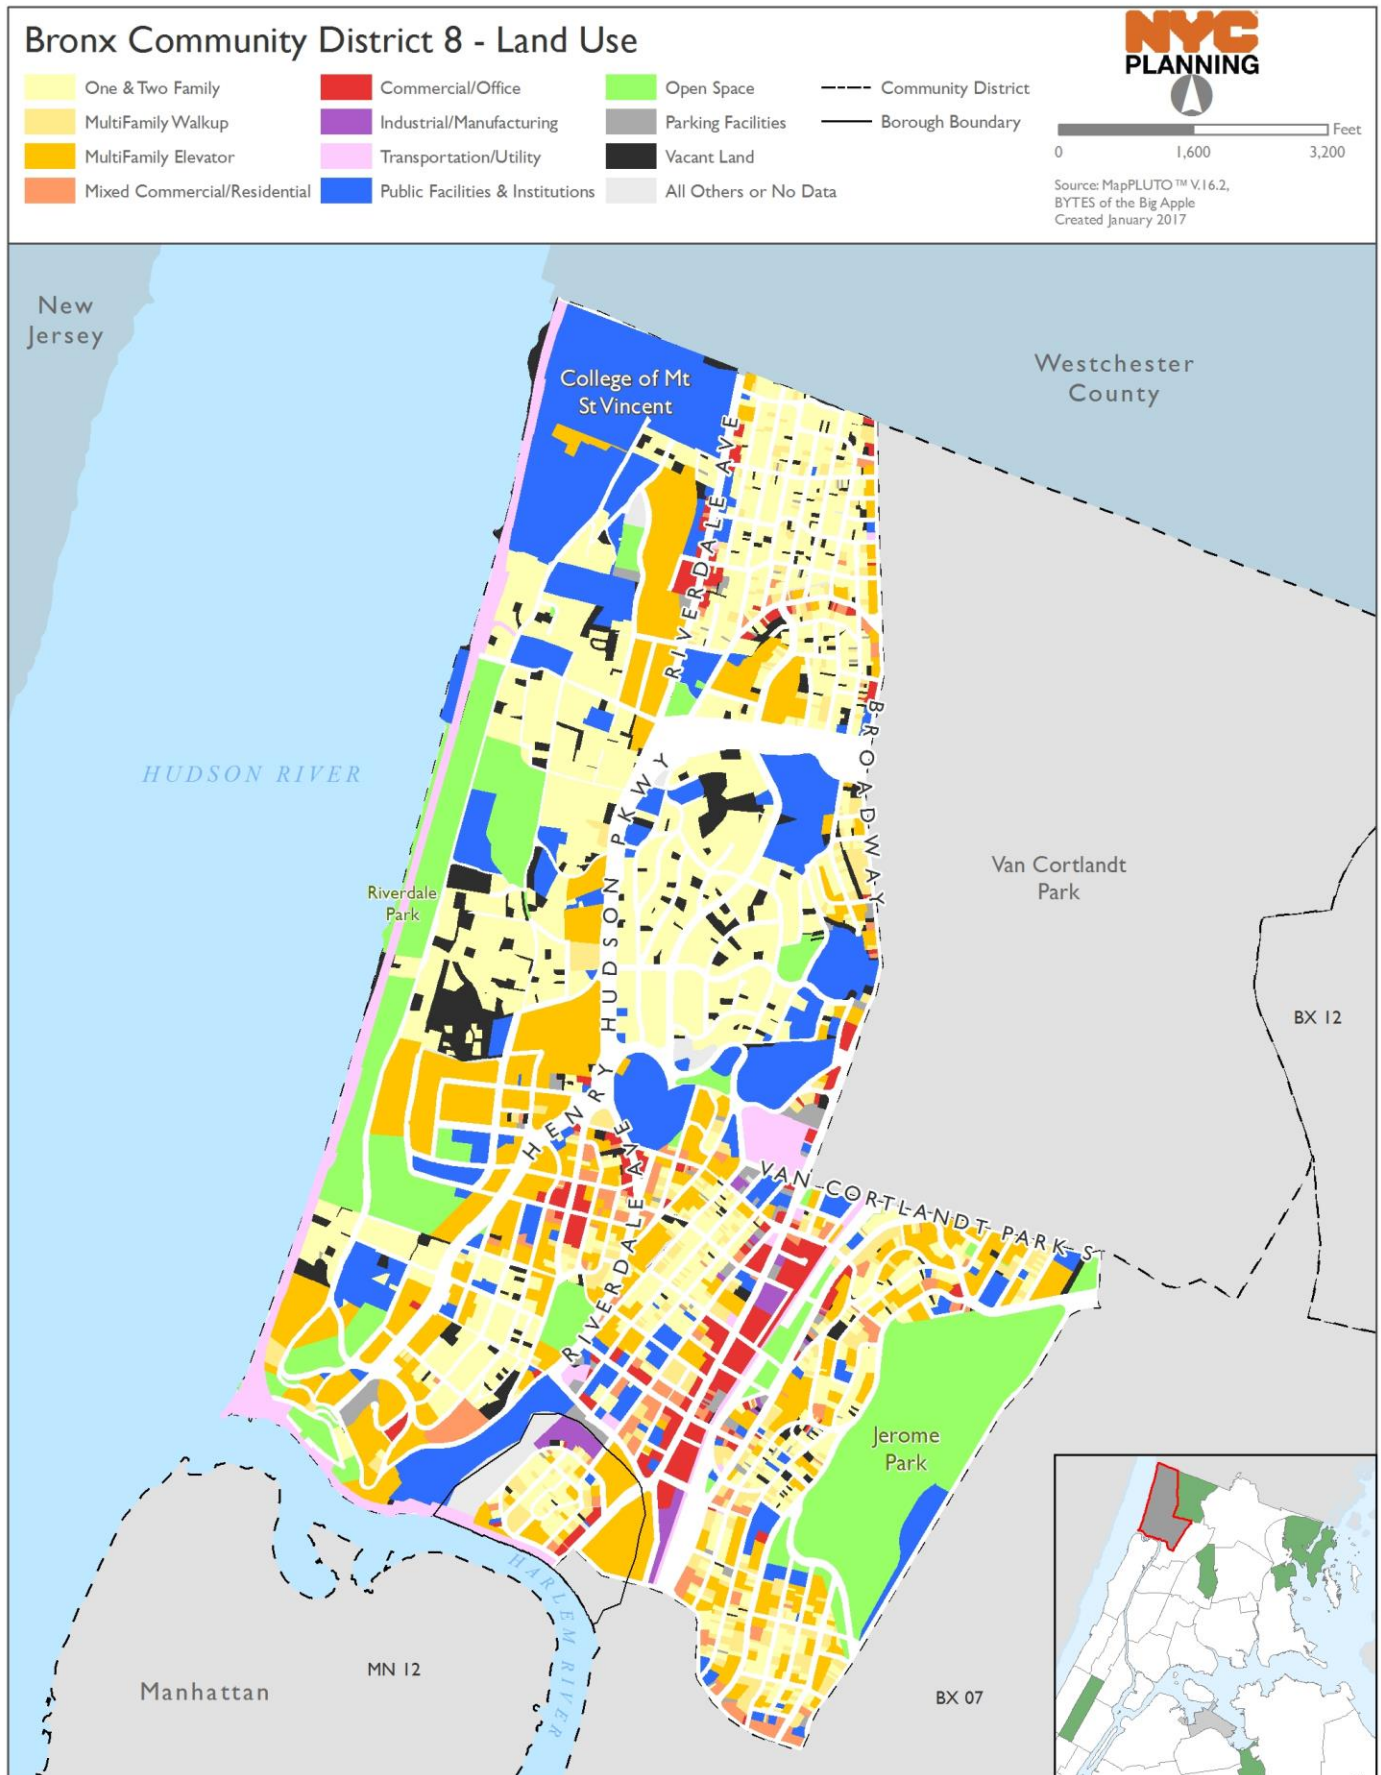 Bronx Community District 8 - Land Use
NYC
PLANNING
One & Two Family
MultiFamily Walkup
MultiFamily Elevator
Mixed Commercial/Residential
Commercial/Office
Industrial/Manufacturing
Transportation/Utility
Public Facilities & Institutions
Open Space
Parking Facilities
Vacant Land
All Others or No Data
Community District
Borough Boundary
Feet
0 1,600 3,200
Source: MapPLUTO™ V.16.2,
BYTES of the Big Apple
Created January 2017
New
Jersey
Westchester
County
College of Mt
St Vincent
RIVERDALE AVE
BROADWAY
HUDSON RIVER
HENRY HUDSON PKWY
Van Cortlandt
Park
Riverdale
Park
BX 12
VAN CORTLANDT PARK S
RIVERDALE AVE
Jerome
Park
HARLEM RIVER
MN 12
Manhattan
BX 07